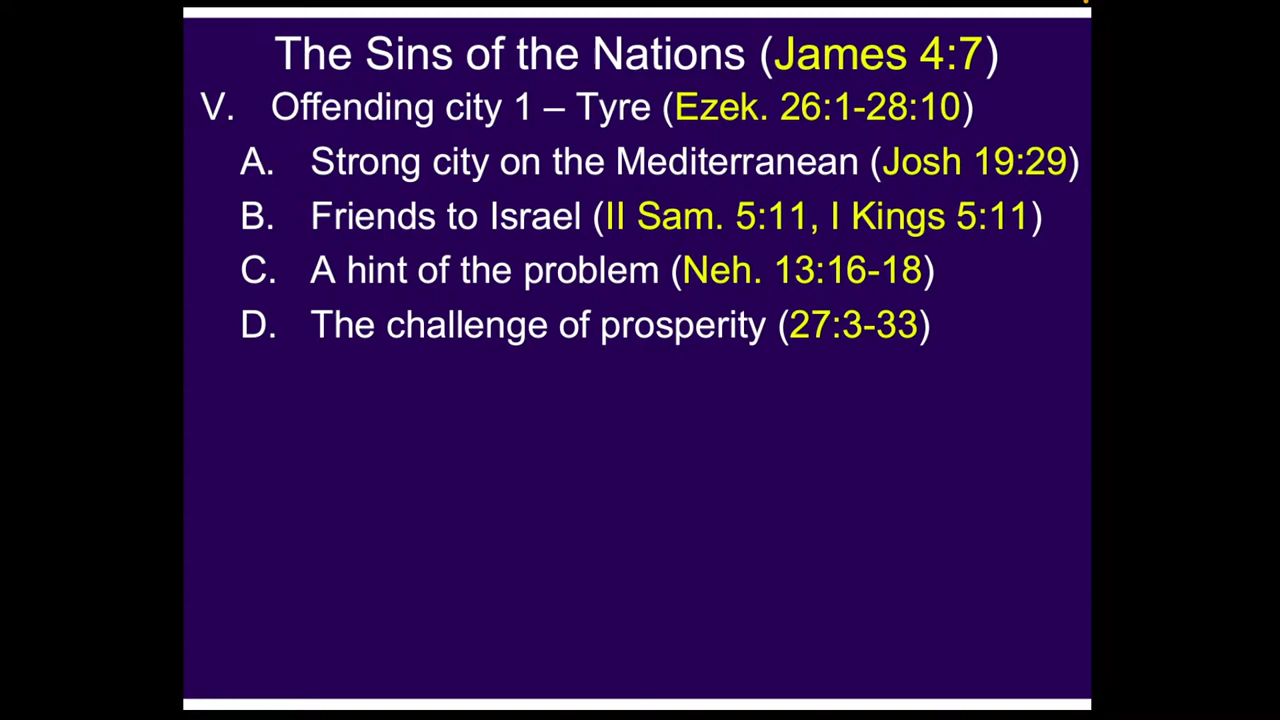 The Sins of the Nations (James 4:7)
V. Offending city 1 – Tyre (Ezek. 26:1-28:10)
A. Strong city on the Mediterranean (Josh 19:29)
B. Friends to Israel (II Sam. 5:11, I Kings 5:11)
C. A hint of the problem (Neh. 13:16-18)
D. The challenge of prosperity (27:3-33)